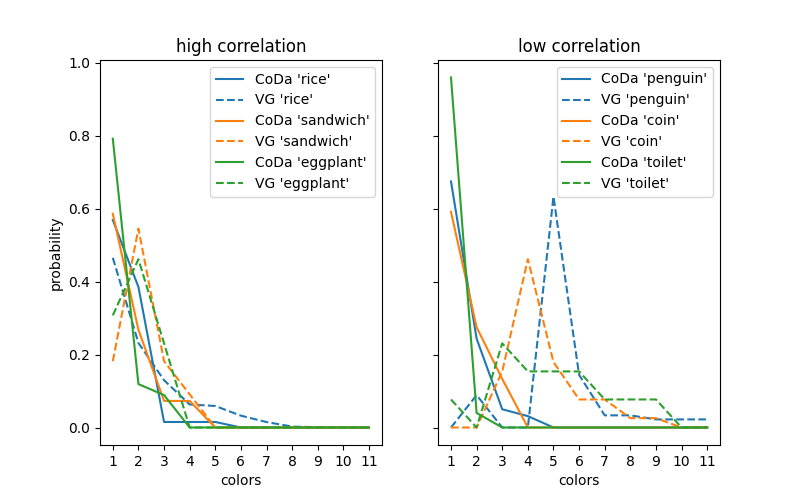 high correlation
low correlation
1.0
0.8
0.6
0.4
0.2
0.0
probability
CoDa 'rice'
VG 'rice'
CoDa 'sandwich'
VG 'sandwich'
CoDa 'eggplant'
VG 'eggplant'
CoDa 'penguin'
VG 'penguin'
CoDa 'coin'
VG 'coin'
CoDa 'toilet'
VG 'toilet'
1 2 3 4 5 6 7 8 9 10 11
1 2 3 4 5 6 7 8 9 10 11
colors
colors